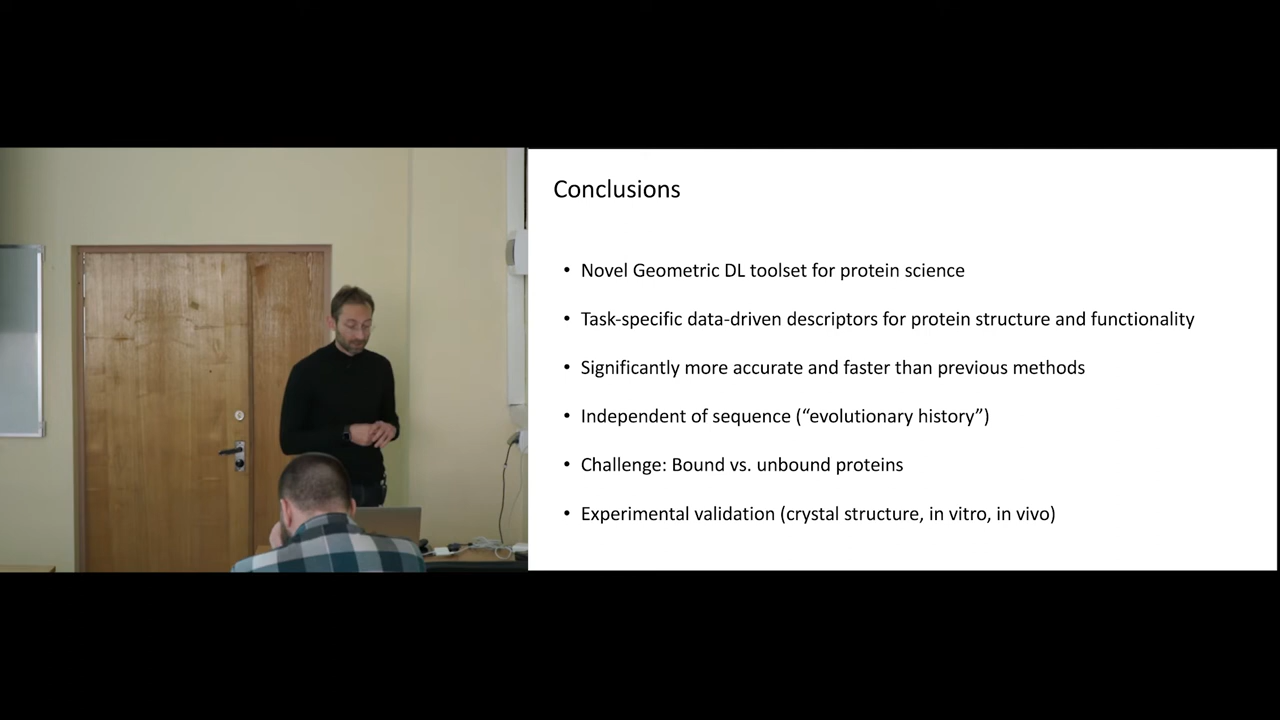 Conclusions
• Novel Geometric DL toolset for protein science
• Task-specific data-driven descriptors for protein structure and functionality
• Significantly more accurate and faster than previous methods
• Independent of sequence (“evolutionary history”)
• Challenge: Bound vs. unbound proteins
• Experimental validation (crystal structure, in vitro, in vivo)